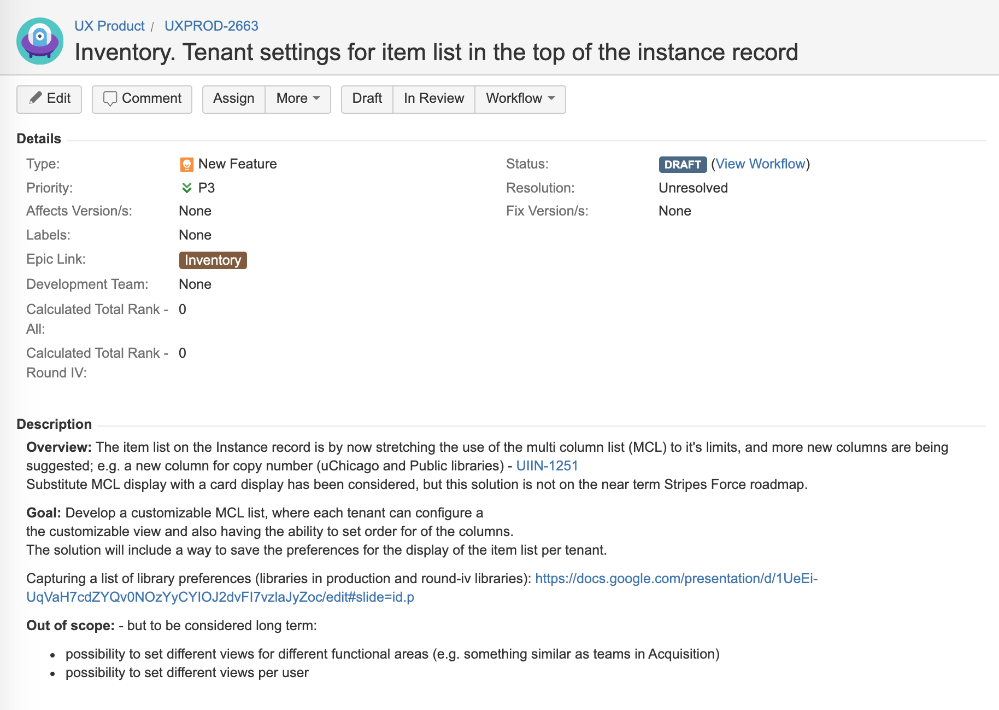 UX Product / UXPROD-2663
Inventory. Tenant settings for item list in the top of the instance record
Edit Comment Assign More Draft In Review Workflow
Details
Type: New Feature
Status: DRAFT (View Workflow)
Priority: P3
Resolution: Unresolved
Affects Version/s: None
Fix Version/s: None
Labels: None
Epic Link: Inventory
Development Team: None
Calculated Total Rank - 0
All:
Calculated Total Rank - 0
Round IV:
Description
Overview: The item list on the Instance record is by now stretching the use of the multi column list (MCL) to it's limits, and more new columns are being
suggested; e.g. a new column for copy number (uChicago and Public libraries) - UIIN-1251
Substitute MCL display with a card display has been considered, but this solution is not on the near term Stripes Force roadmap.
Goal: Develop a customizable MCL list, where each tenant can configure a
the customizable view and also having the ability to set order for of the columns.
The solution will include a way to save the preferences for the display of the item list per tenant.
Capturing a list of library preferences (libraries in production and round-iv libraries): https://docs.google.com/presentation/d/1UeEi-
UqVaH7cdZYQv0NOzYyCYIOJ2dvFI7vzlaJyZoc/edit#slide=id.p
Out of scope: - but to be considered long term:
• possibility to set different views for different functional areas (e.g. something similar as teams in Acquisition)
• possibility to set different views per user